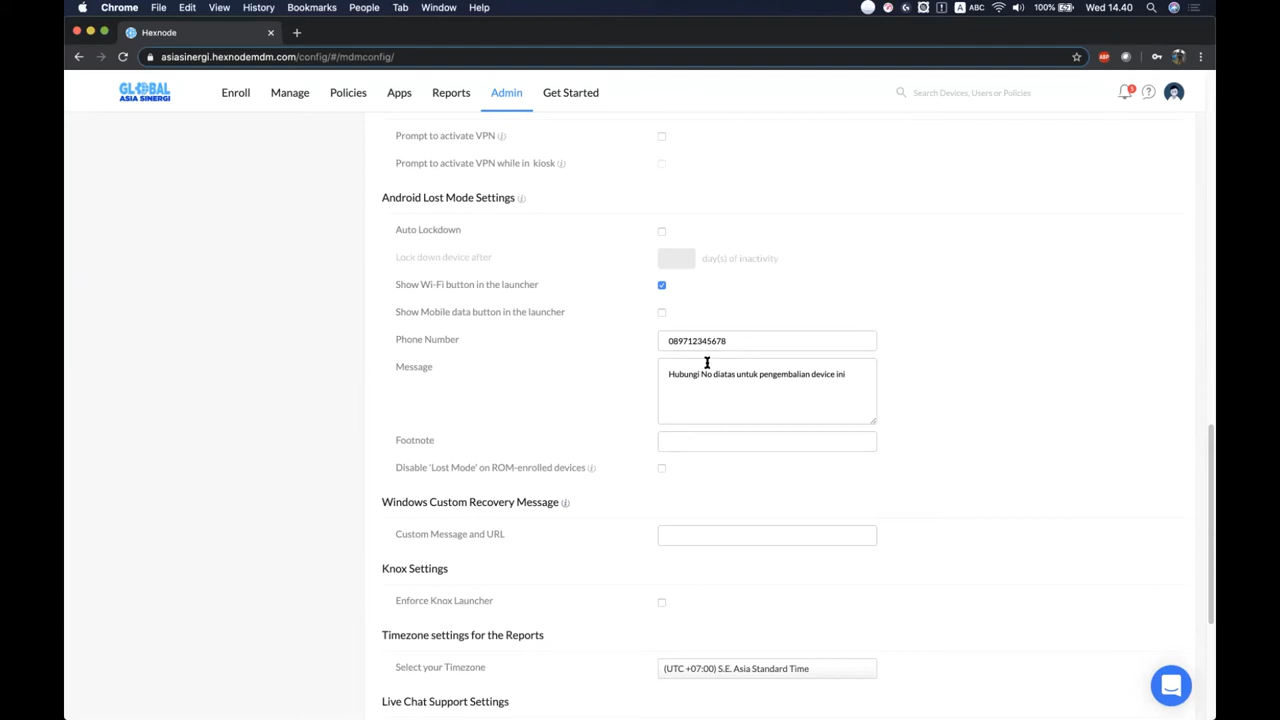 Chrome File Edit View History Bookmarks People Tab Window Help A ABC 100% Wed 14.40
Hexnode
asiasinergi.hexnodemdm.com/config/#/mdmconfig/
GLOBAL
ASIA SINERGI
Enroll Manage Policies Apps Reports Admin Get Started Search Devices, Users or Policies
Prompt to activate VPN
Prompt to activate VPN while in kiosk
Android Lost Mode Settings
Auto Lockdown
Lock down device after day(s) of inactivity
Show Wi-Fi button in the launcher
Show Mobile data button in the launcher
Phone Number 089712345678
Message Hubungi No diatas untuk pengembalian device ini
Footnote
Disable 'Lost Mode' on ROM-enrolled devices
Windows Custom Recovery Message
Custom Message and URL
Knox Settings
Enforce Knox Launcher
Timezone settings for the Reports
Select your Timezone (UTC +07:00) S.E. Asia Standard Time
Live Chat Support Settings